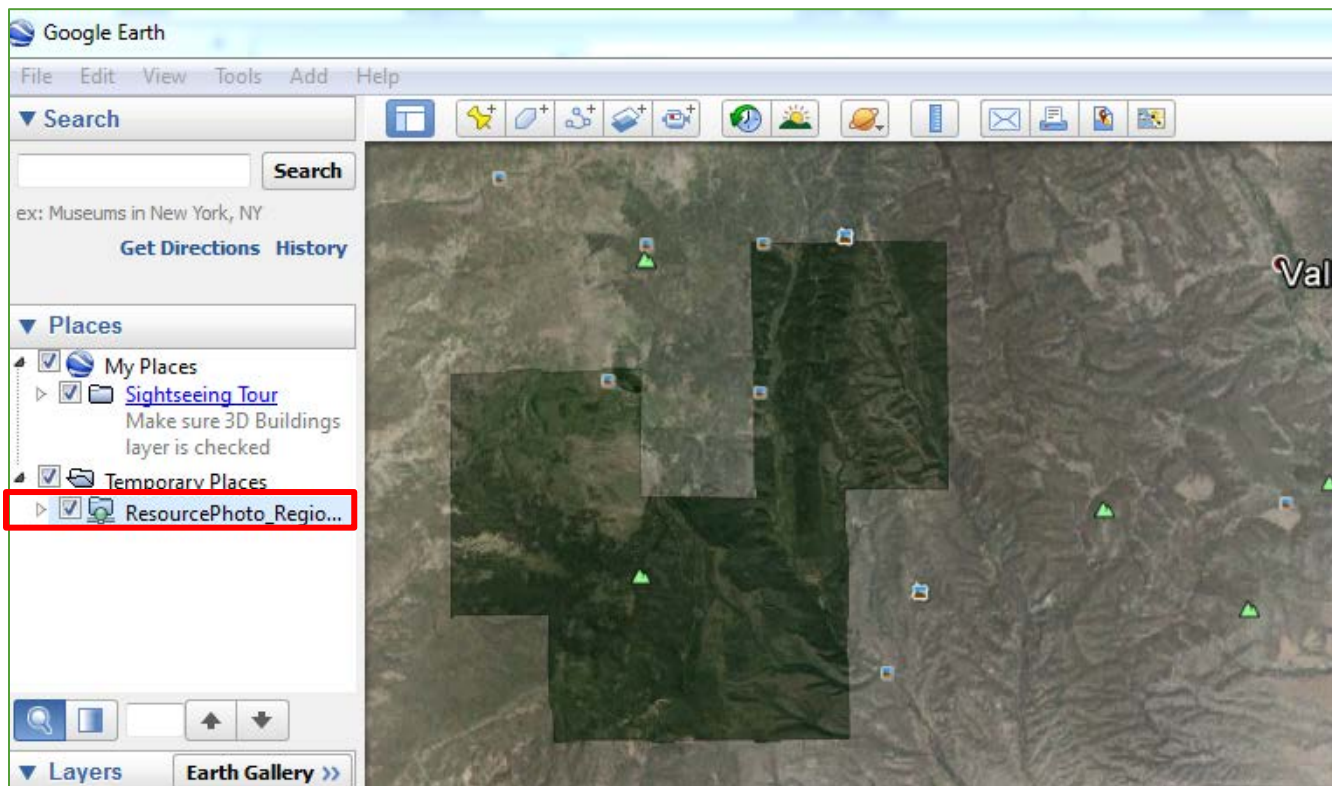 Google Earth
File Edit View Tools Add Help
Search
Search
ex: Museums in New York, NY
Get Directions History
Places
My Places
Sightseeing Tour
Make sure 3D Buildings
layer is checked
Temporary Places
ResourcePhoto_Regio...
Layers
Earth Gallery >>
Val